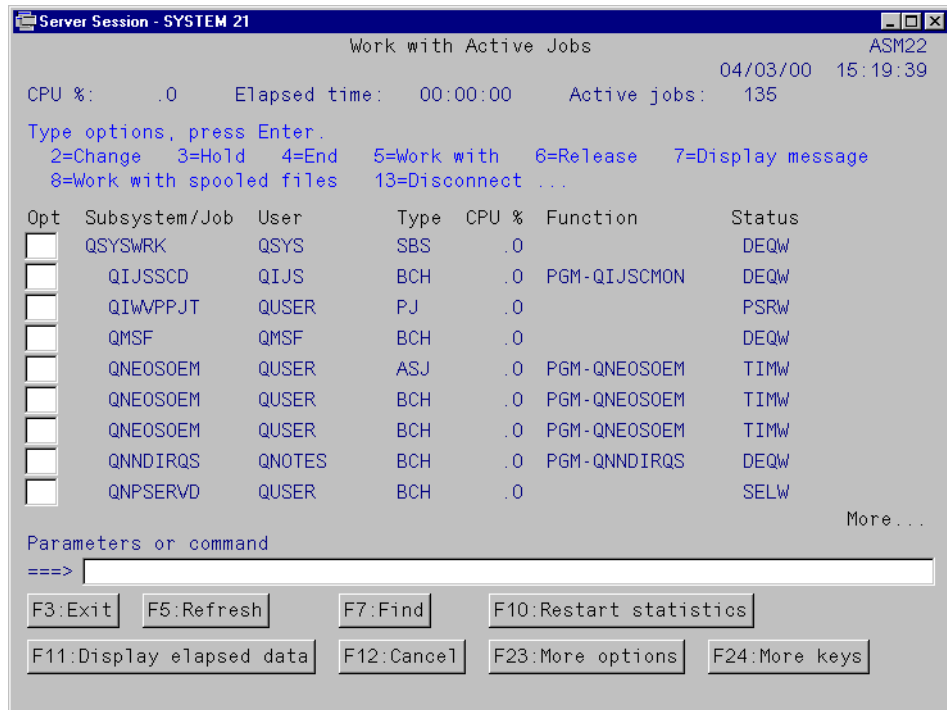 Server Session - SYSTEM 21
Work with Active Jobs ASM22
04/03/00 15:19:39
CPU %: .0 Elapsed time: 00:00:00 Active jobs: 135
Type options, press Enter.
2=Change 3=Hold 4=End 5=Work with 6=Release 7=Display message
8=Work with spooled files 13=Disconnect ...
Opt Subsystem/Job User Type CPU % Function Status
QSYSWRK QSYS SBS .0 DEQW
QIJSSCD QIJS BCH .0 PGM-QIJSCMON DEQW
QIWVPPJT QUSER PJ .0 PSRW
QMSF QMSF BCH .0 DEQW
QNEOSOEM QUSER ASJ .0 PGM-QNEOSOEM TIMW
QNEOSOEM QUSER BCH .0 PGM-QNEOSOEM TIMW
QNEOSOEM QUSER BCH .0 PGM-QNEOSOEM TIMW
QNNDIRQS QNOTES BCH .0 PGM-QNNDIRQS DEQW
QNPSERVD QUSER BCH .0 SELW
More...
Parameters or command
===>
F3:Exit F5:Refresh F7:Find F10:Restart statistics
F11:Display elapsed data F12:Cancel F23:More options F24:More keys